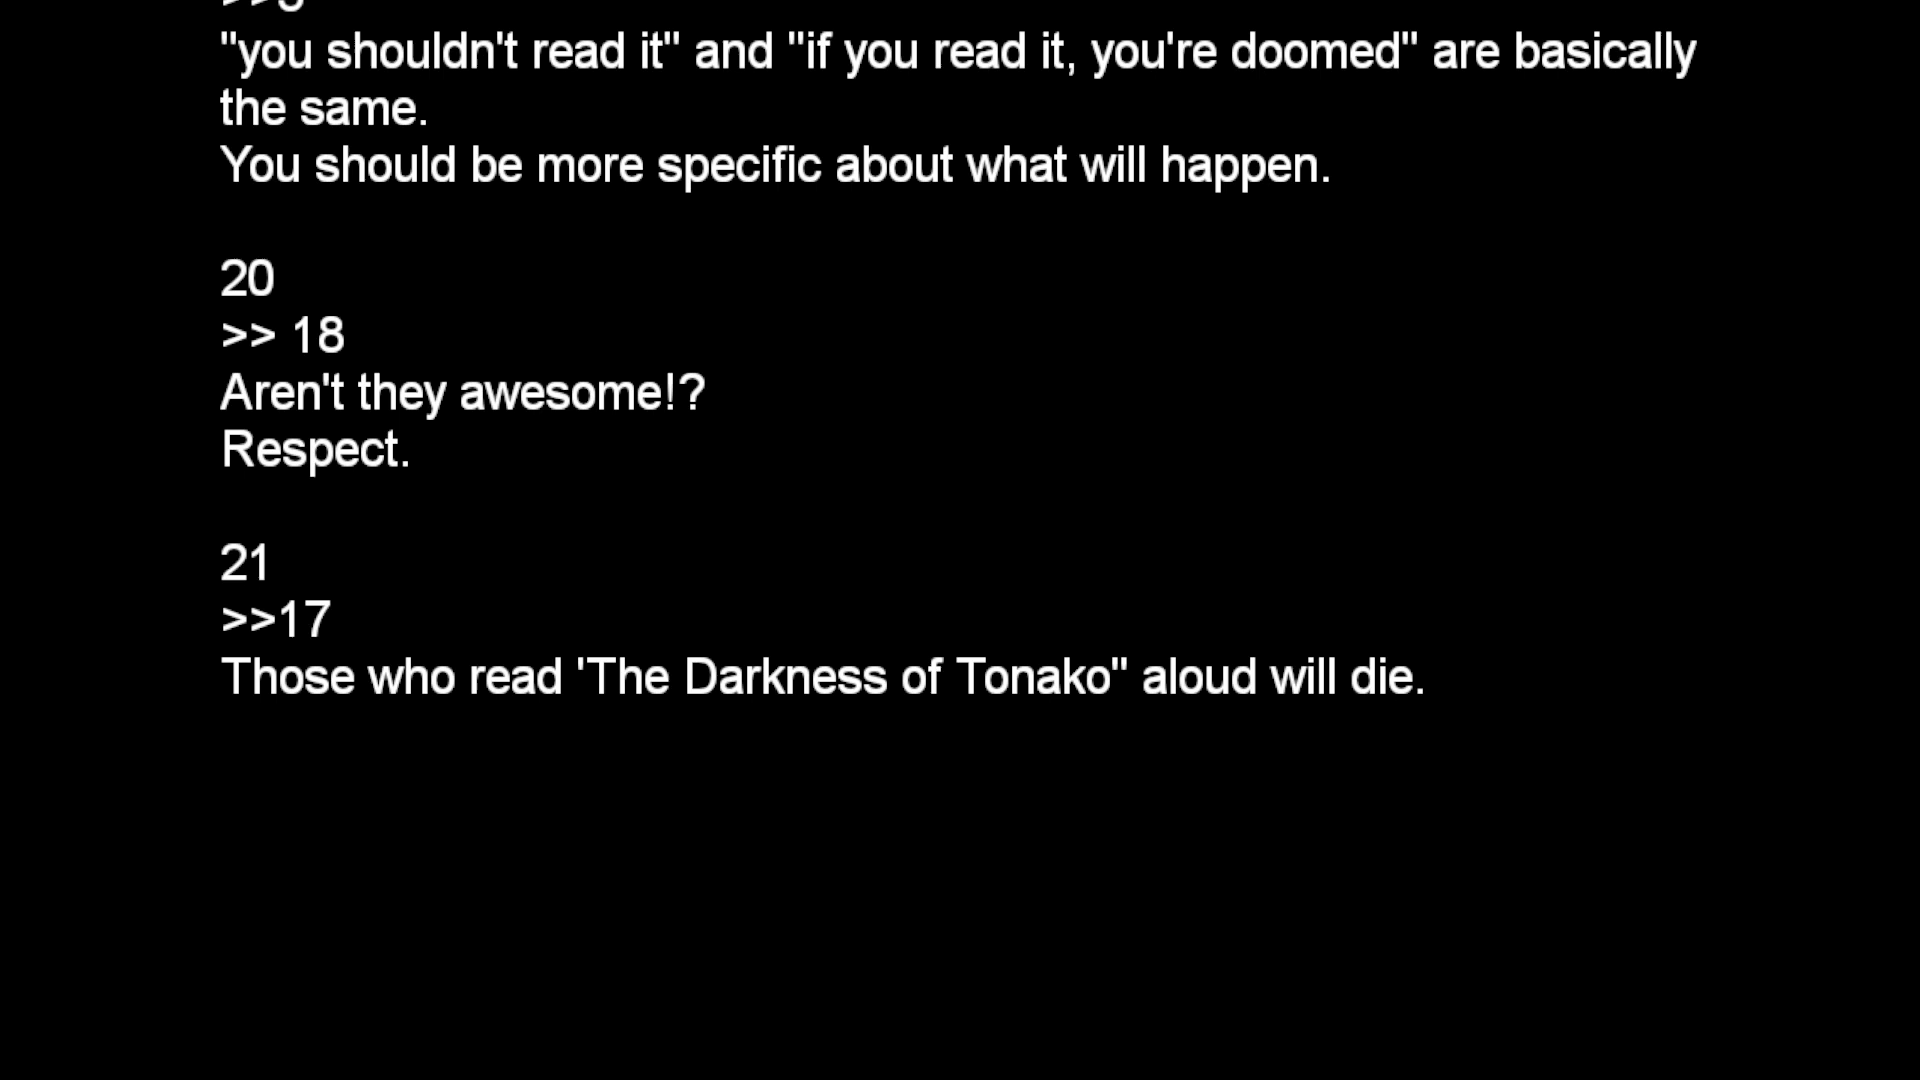 "you shouldn't read it" and "if you read it, you're doomed" are basically
the same.
You should be more specific about what will happen.
20
>> 18
Aren't they awesome!?
Respect.
21
>>17
Those who read 'The Darkness of Tonako" aloud will die.